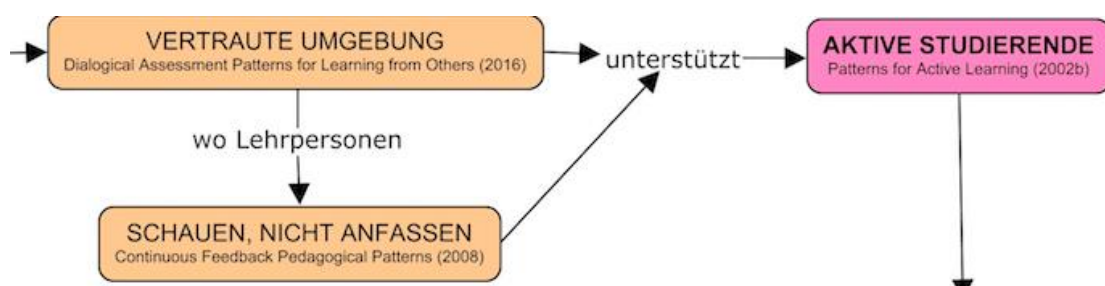 VERTRAUTE UMGEBUNG
Dialogical Assessment Patterns for Learning from Others (2016)
unterstützt
AKTIVE STUDIERENDE
Patterns for Active Learning (2002b)
wo Lehrpersonen
SCHAUEN, NICHT ANFASSEN
Continuous Feedback Pedagogical Patterns (2008)